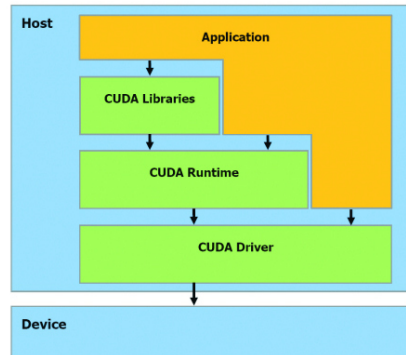 Host
Application
CUDA Libraries
CUDA Runtime
CUDA Driver
Device